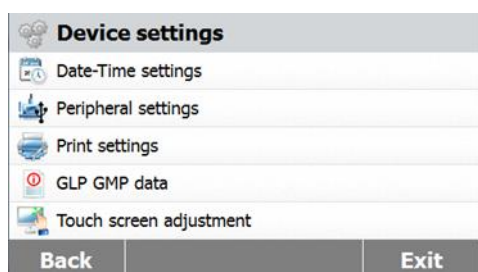 Device settings
Date-Time settings
Peripheral settings
Print settings
GLP GMP data
Touch screen adjustment
Back Exit